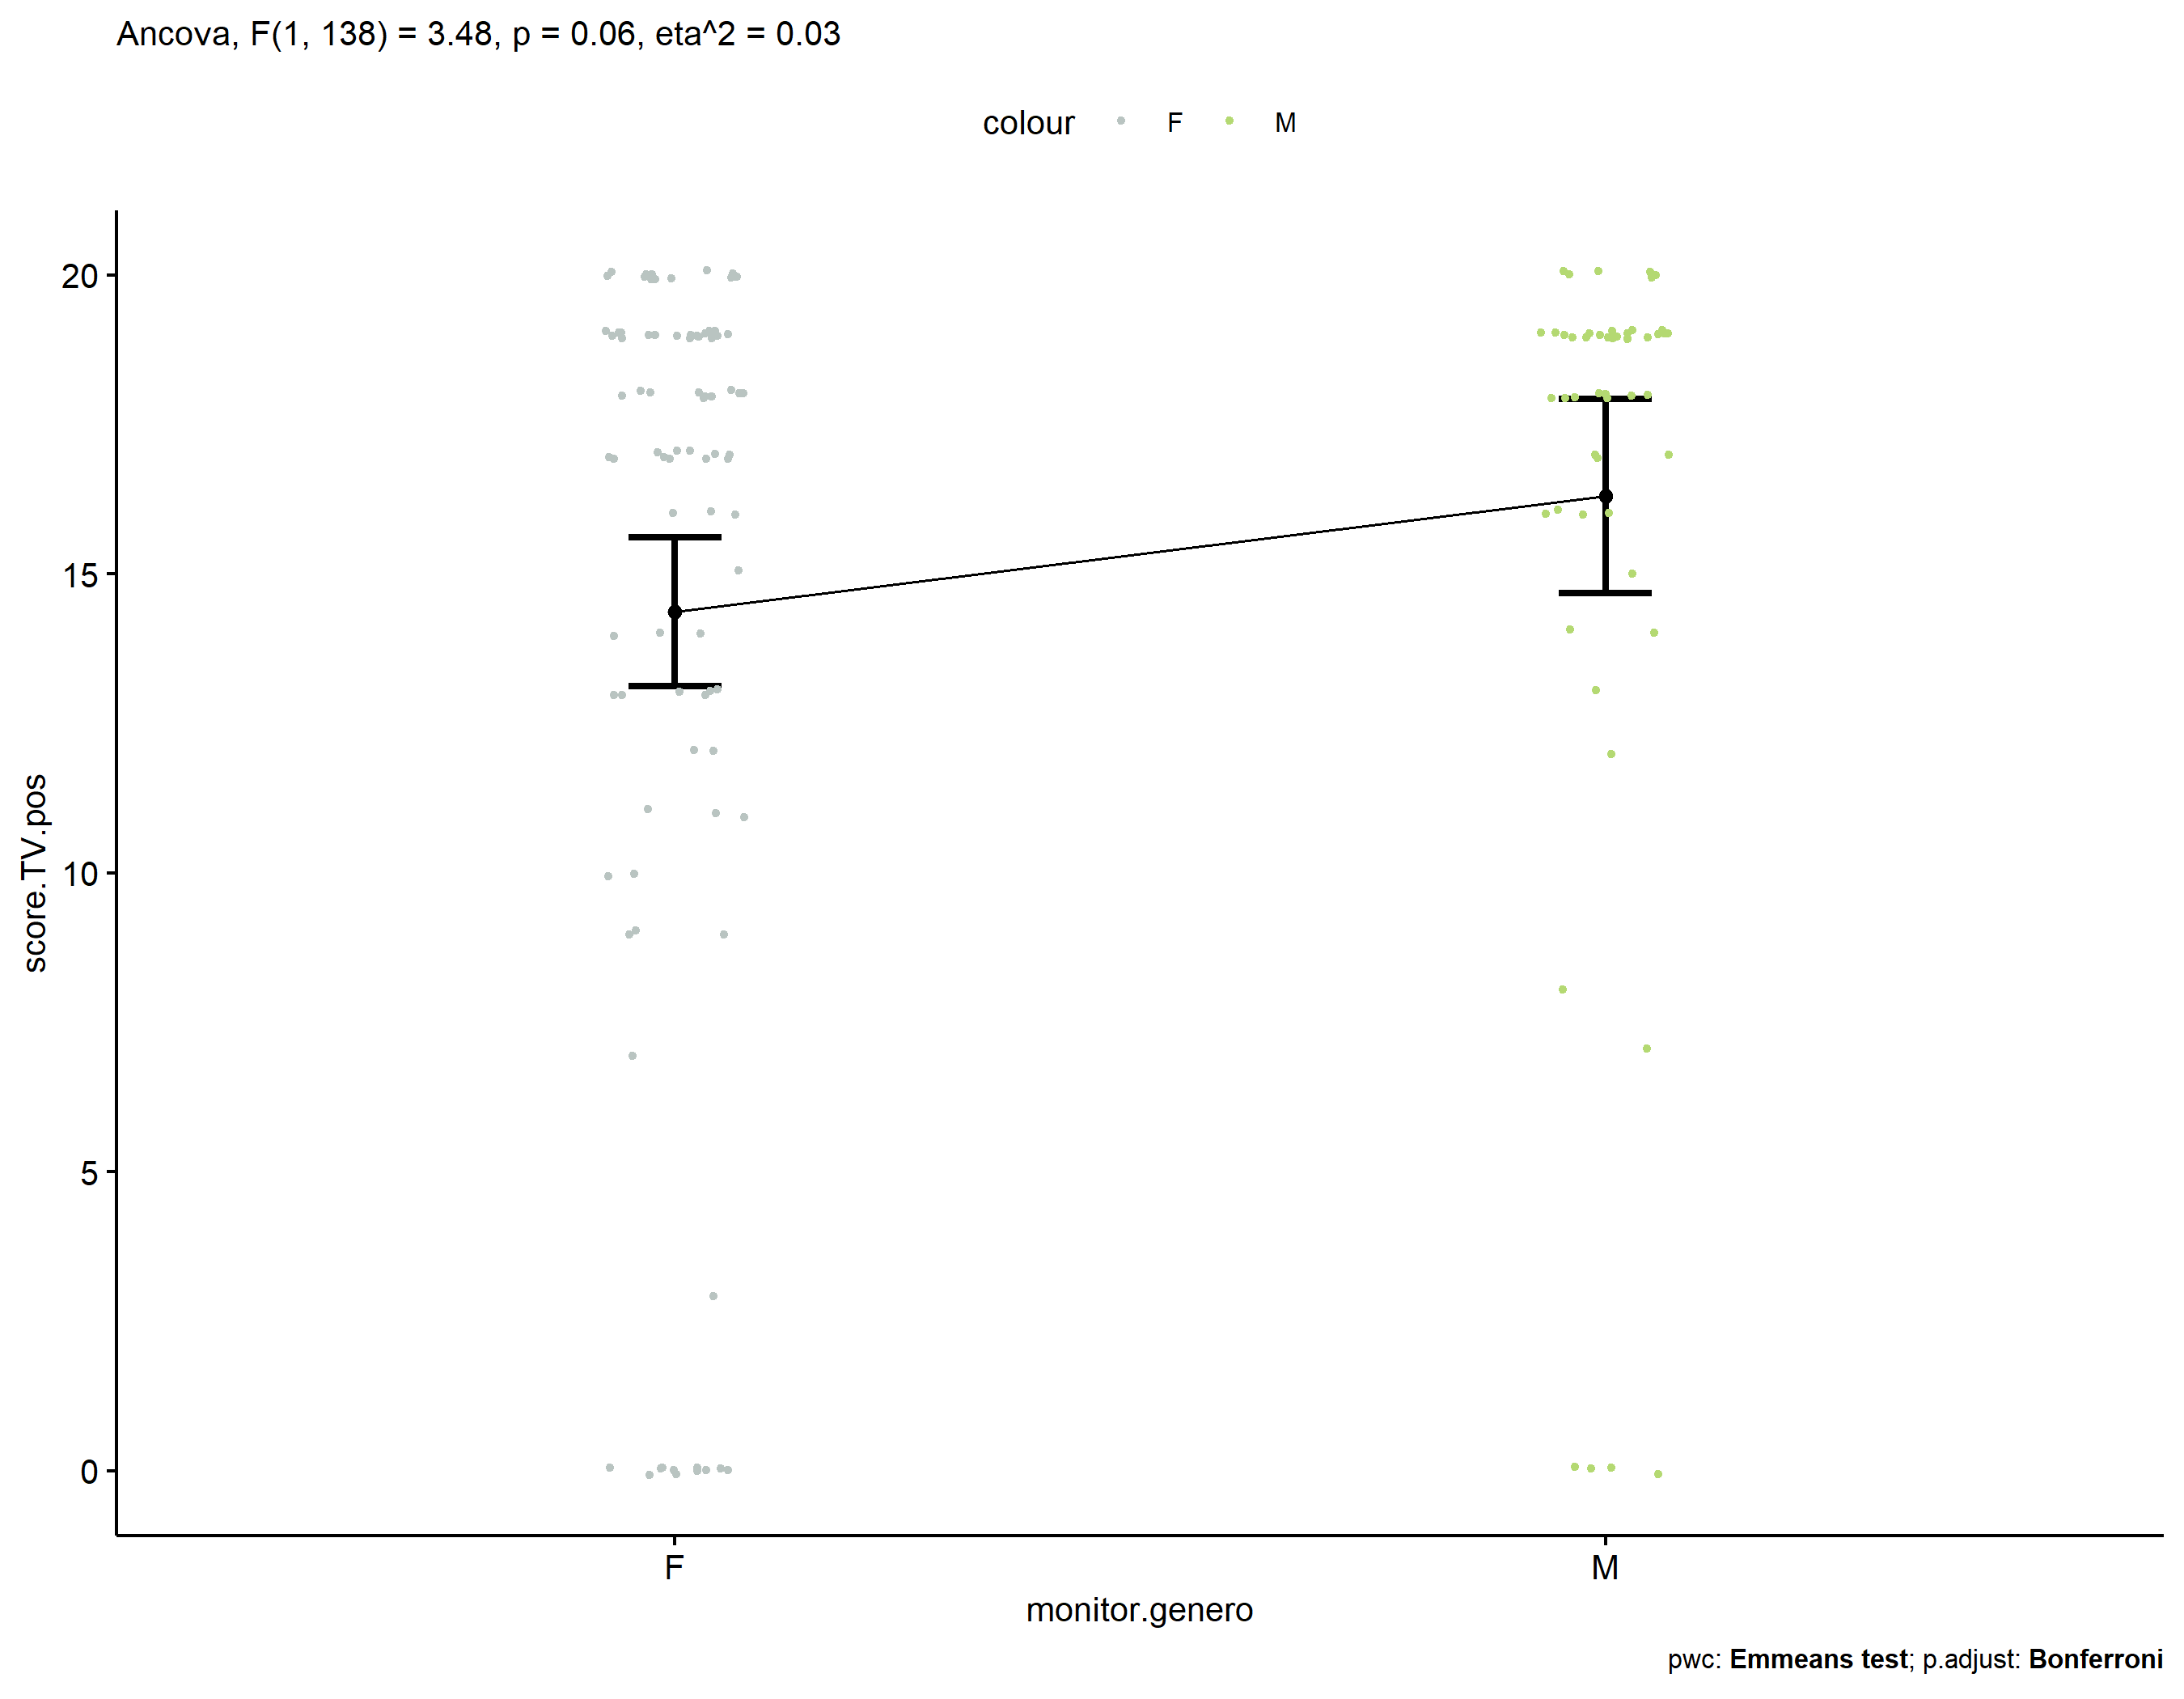 Ancova, F(1, 138) = 3.48, p = 0.06, eta^2 = 0.03
colour F M
20
15
10
5
0
score.TV.pos
F M
monitor.genero
pwc: Emmeans test; p.adjust: Bonferroni